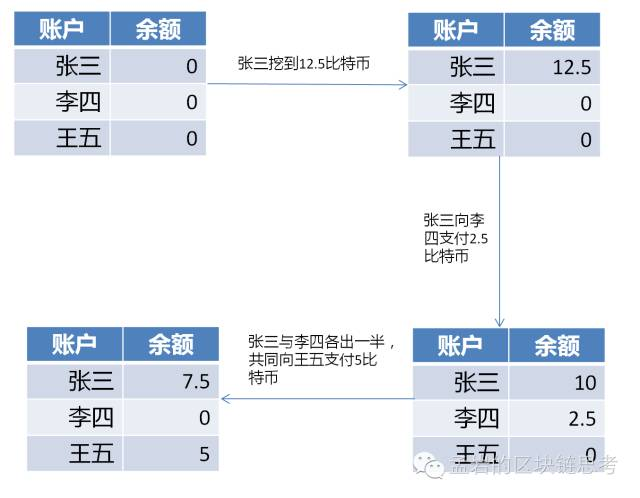 账户 余额
张三 0
李四 0
王五 0
张三挖到12.5比特币
账户 余额
张三 12.5
李四 0
王五 0
张三向李
四支付2.5
比特币
账户 余额
张三 10
李四 2.5
王五 0
张三与李四各出一半，
共同向王五支付5比
特币
账户 余额
张三 7.5
李四 0
王五 5
孟岩的区块链思考